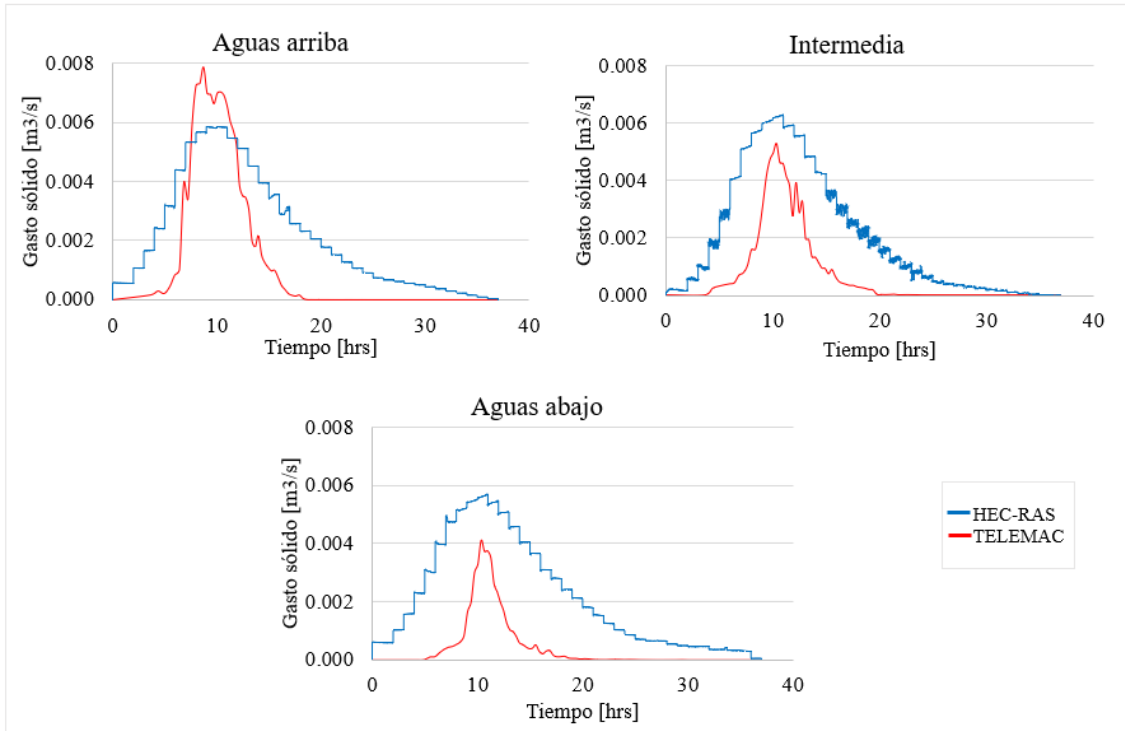 Aguas arriba
Gasto sólido [m3/s]
0.008
0.006
0.004
0.002
0.000
0
10
20
30
40
Tiempo [hrs]
Intermedia
Gasto sólido [m3/s]
0.008
0.006
0.004
0.002
0.000
0
10
20
30
40
Tiempo [hrs]
Aguas abajo
Gasto sólido [m3/s]
0.008
0.006
0.004
0.002
0.000
0
10
20
30
40
Tiempo [hrs]
HEC-RAS
TELEMAC